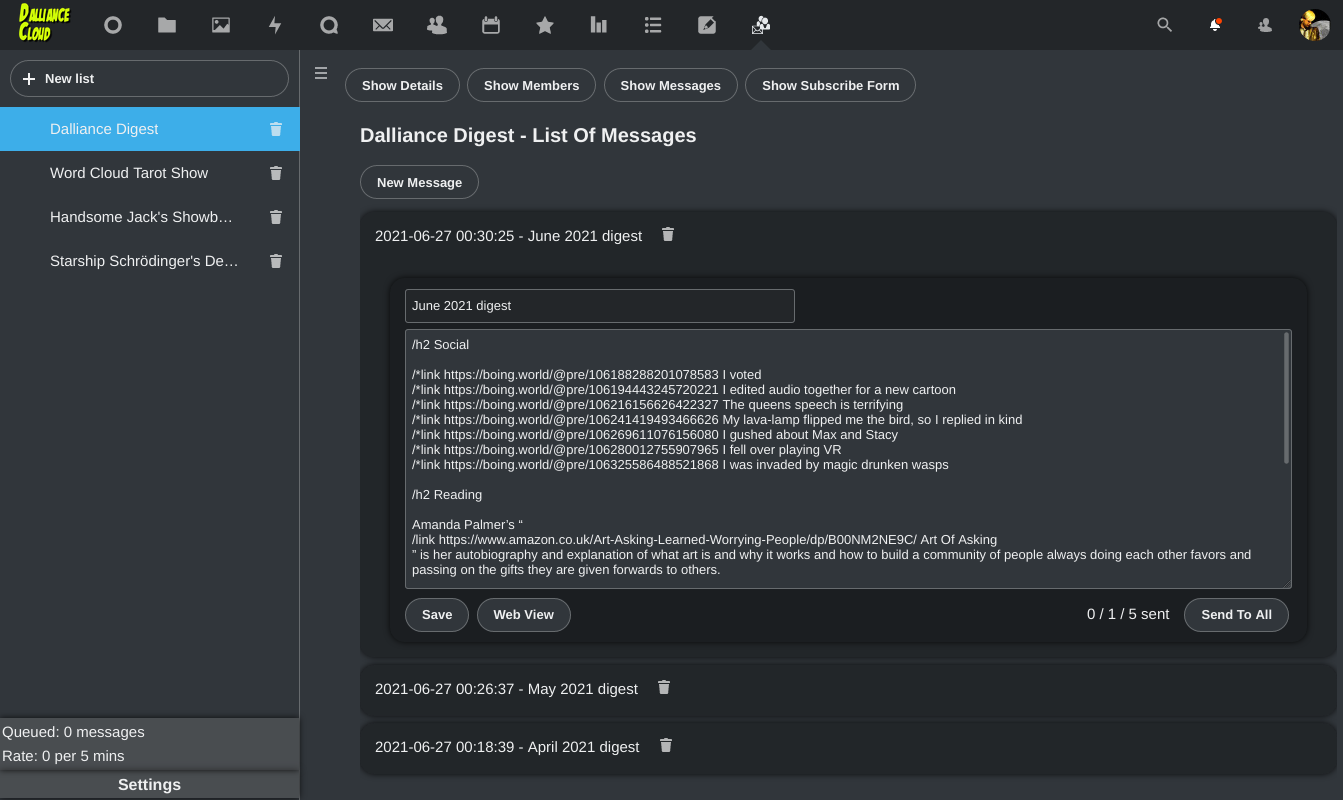 Dalliance
Cloud
New list
Dalliance Digest
Word Cloud Tarot Show
Handsome Jack's Showb…
Starship Schrödinger's De…
Queued: 0 messages
Rate: 0 per 5 mins
Settings
Show Details
Show Members
Show Messages
Show Subscribe Form
Dalliance Digest - List Of Messages
New Message
2021-06-27 00:30:25 - June 2021 digest
June 2021 digest
/h2 Social
/*link https://boing.world/@pre/106188288201078583 I voted
/*link https://boing.world/@pre/106194443245720221 I edited audio together for a new cartoon
/*link https://boing.world/@pre/106216156626422327 The queens speech is terrifying
/*link https://boing.world/@pre/106241419493466626 My lava-lamp flipped me the bird, so I replied in kind
/*link https://boing.world/@pre/106269611076156080 I gushed about Max and Stacy
/*link https://boing.world/@pre/106280012755907965 I fell over playing VR
/*link https://boing.world/@pre/106325586488521868 I was invaded by magic drunken wasps
/h2 Reading
Amanda Palmer’s “
/link https://www.amazon.co.uk/Art-Asking-Learned-Worrying-People/dp/B00NM2NE9C/ Art Of Asking
” is her autobiography and explanation of what art is and why it works and how to build a community of people always doing each other favors and
passing on the gifts they are given forwards to others.
Save
Web View
0 / 1 / 5 sent
Send To All
2021-06-27 00:26:37 - May 2021 digest
2021-06-27 00:18:39 - April 2021 digest